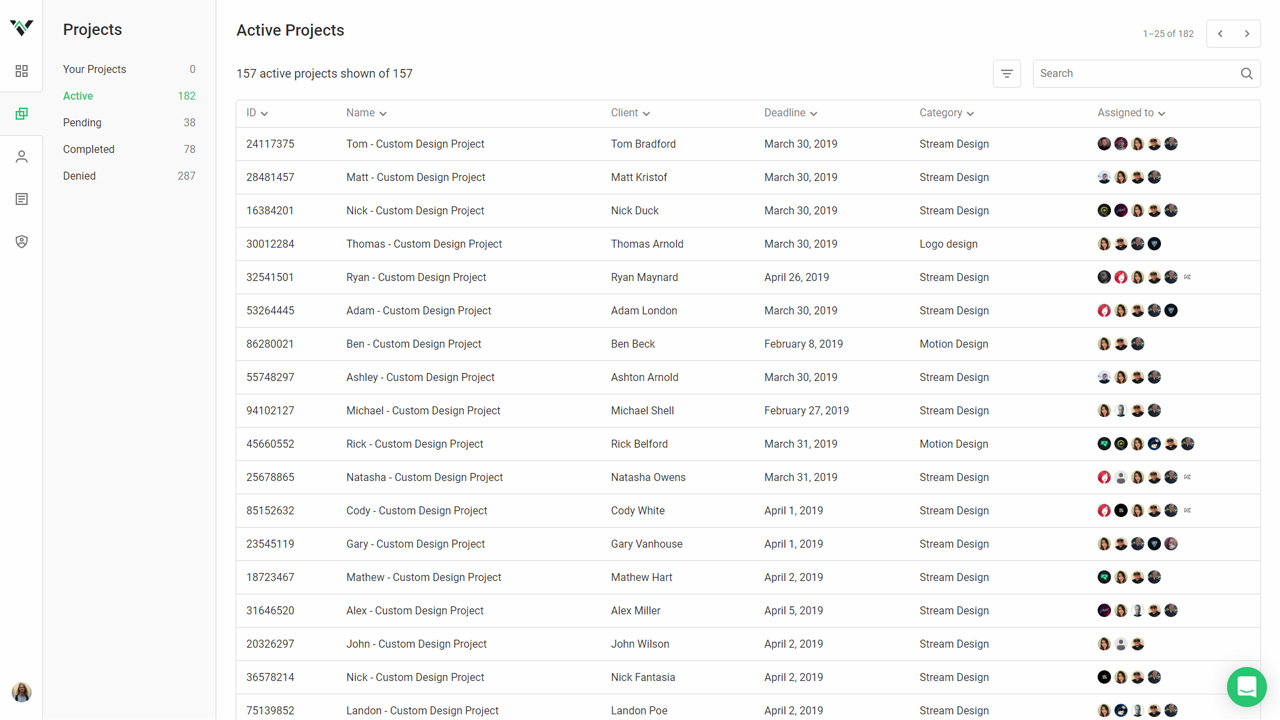 Projects
Your Projects 0
Active 182
Pending 38
Completed 78
Denied 287
Active Projects
1–25 of 182
157 active projects shown of 157
Search
ID Name Client Deadline Category Assigned to
24117375 Tom - Custom Design Project Tom Bradford March 30, 2019 Stream Design
28481457 Matt - Custom Design Project Matt Kristof March 30, 2019 Stream Design
16384201 Nick - Custom Design Project Nick Duck March 30, 2019 Stream Design
30012284 Thomas - Custom Design Project Thomas Arnold March 30, 2019 Logo design
32541501 Ryan - Custom Design Project Ryan Maynard April 26, 2019 Stream Design
53264445 Adam - Custom Design Project Adam London March 30, 2019 Stream Design
86280021 Ben - Custom Design Project Ben Beck February 8, 2019 Motion Design
55748297 Ashley - Custom Design Project Ashton Arnold March 30, 2019 Stream Design
94102127 Michael - Custom Design Project Michael Shell February 27, 2019 Stream Design
45660552 Rick - Custom Design Project Rick Belford March 31, 2019 Motion Design
25678865 Natasha - Custom Design Project Natasha Owens March 31, 2019 Stream Design
85152632 Cody - Custom Design Project Cody White April 1, 2019 Stream Design
23545119 Gary - Custom Design Project Gary Vanhouse April 1, 2019 Stream Design
18723467 Mathew - Custom Design Project Mathew Hart April 2, 2019 Stream Design
31646520 Alex - Custom Design Project Alex Miller April 5, 2019 Stream Design
20326297 John - Custom Design Project John Wilson April 2, 2019 Stream Design
36578214 Nick - Custom Design Project Nick Fantasia April 2, 2019 Stream Design
75139852 Landon - Custom Design Project Landon Poe April 2, 2019 Stream Design